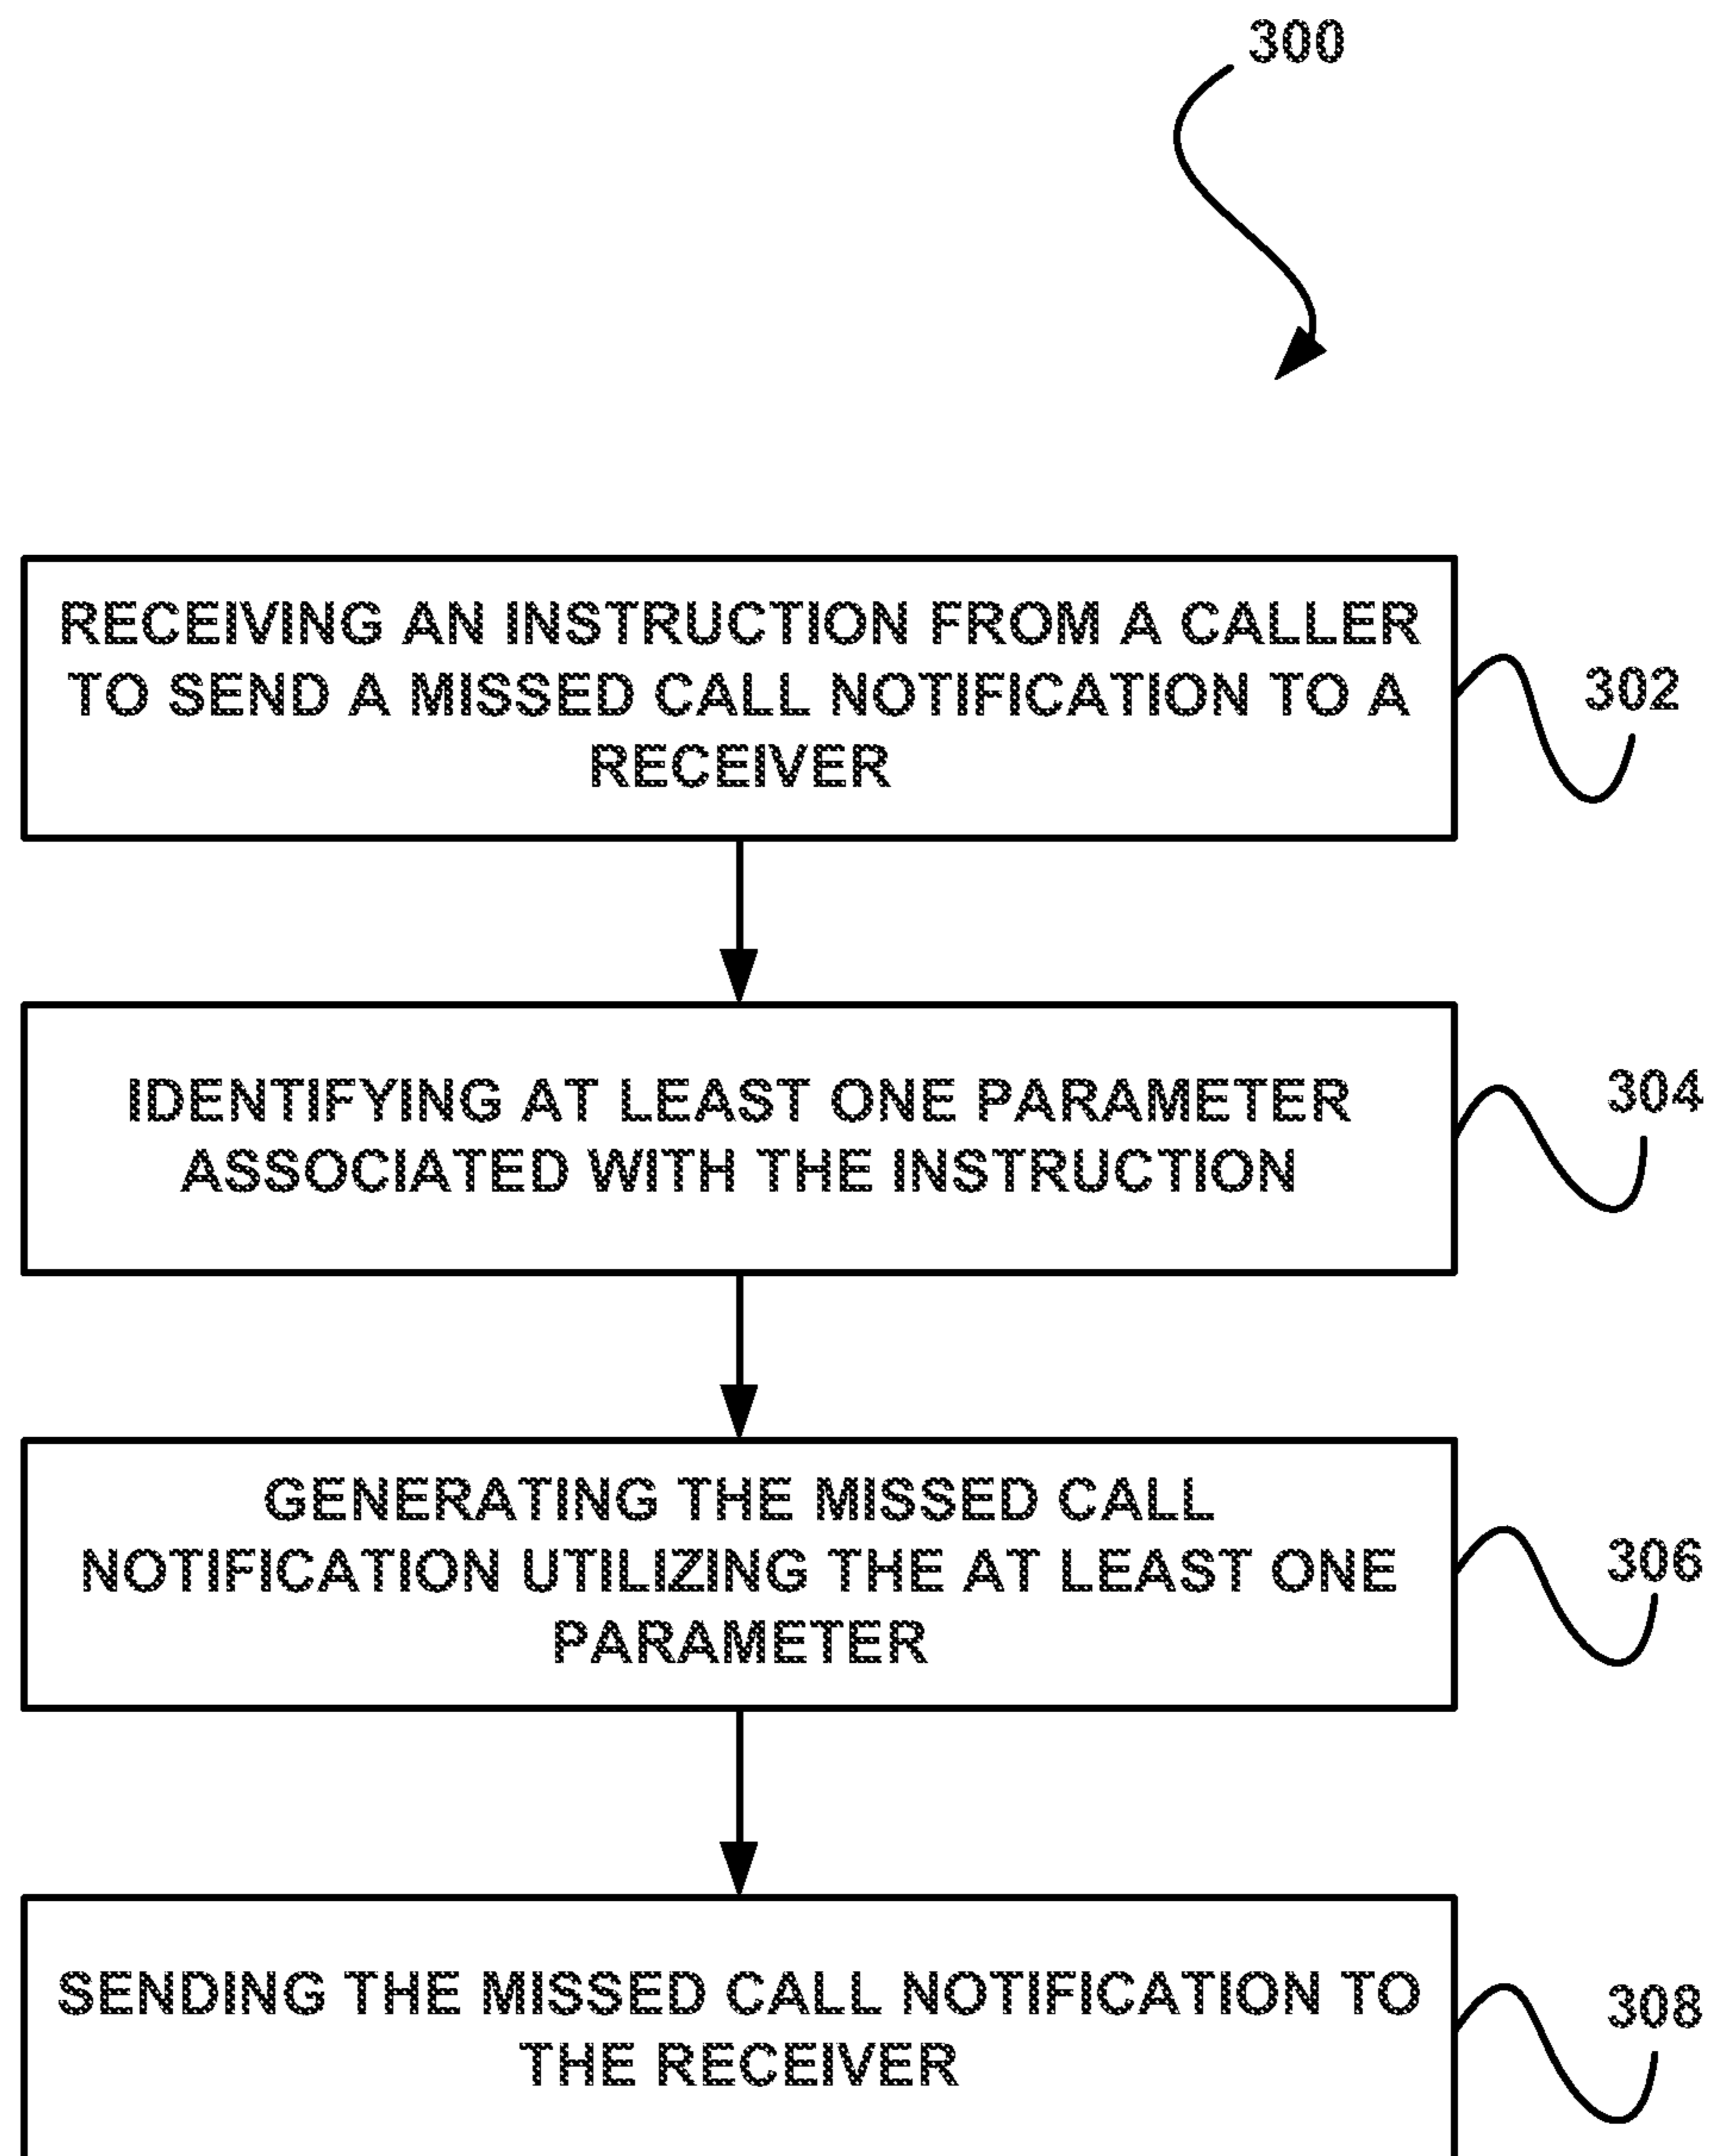 300
RECEIVING AN INSTRUCTION FROM A CALLER
TO SEND A MISSED CALL NOTIFICATION TO A
RECEIVER
302
IDENTIFYING AT LEAST ONE PARAMETER
ASSOCIATED WITH THE INSTRUCTION
304
GENERATING THE MISSED CALL
NOTIFICATION UTILIZING THE AT LEAST ONE
PARAMETER
306
SENDING THE MISSED CALL NOTIFICATION TO
THE RECEIVER
308